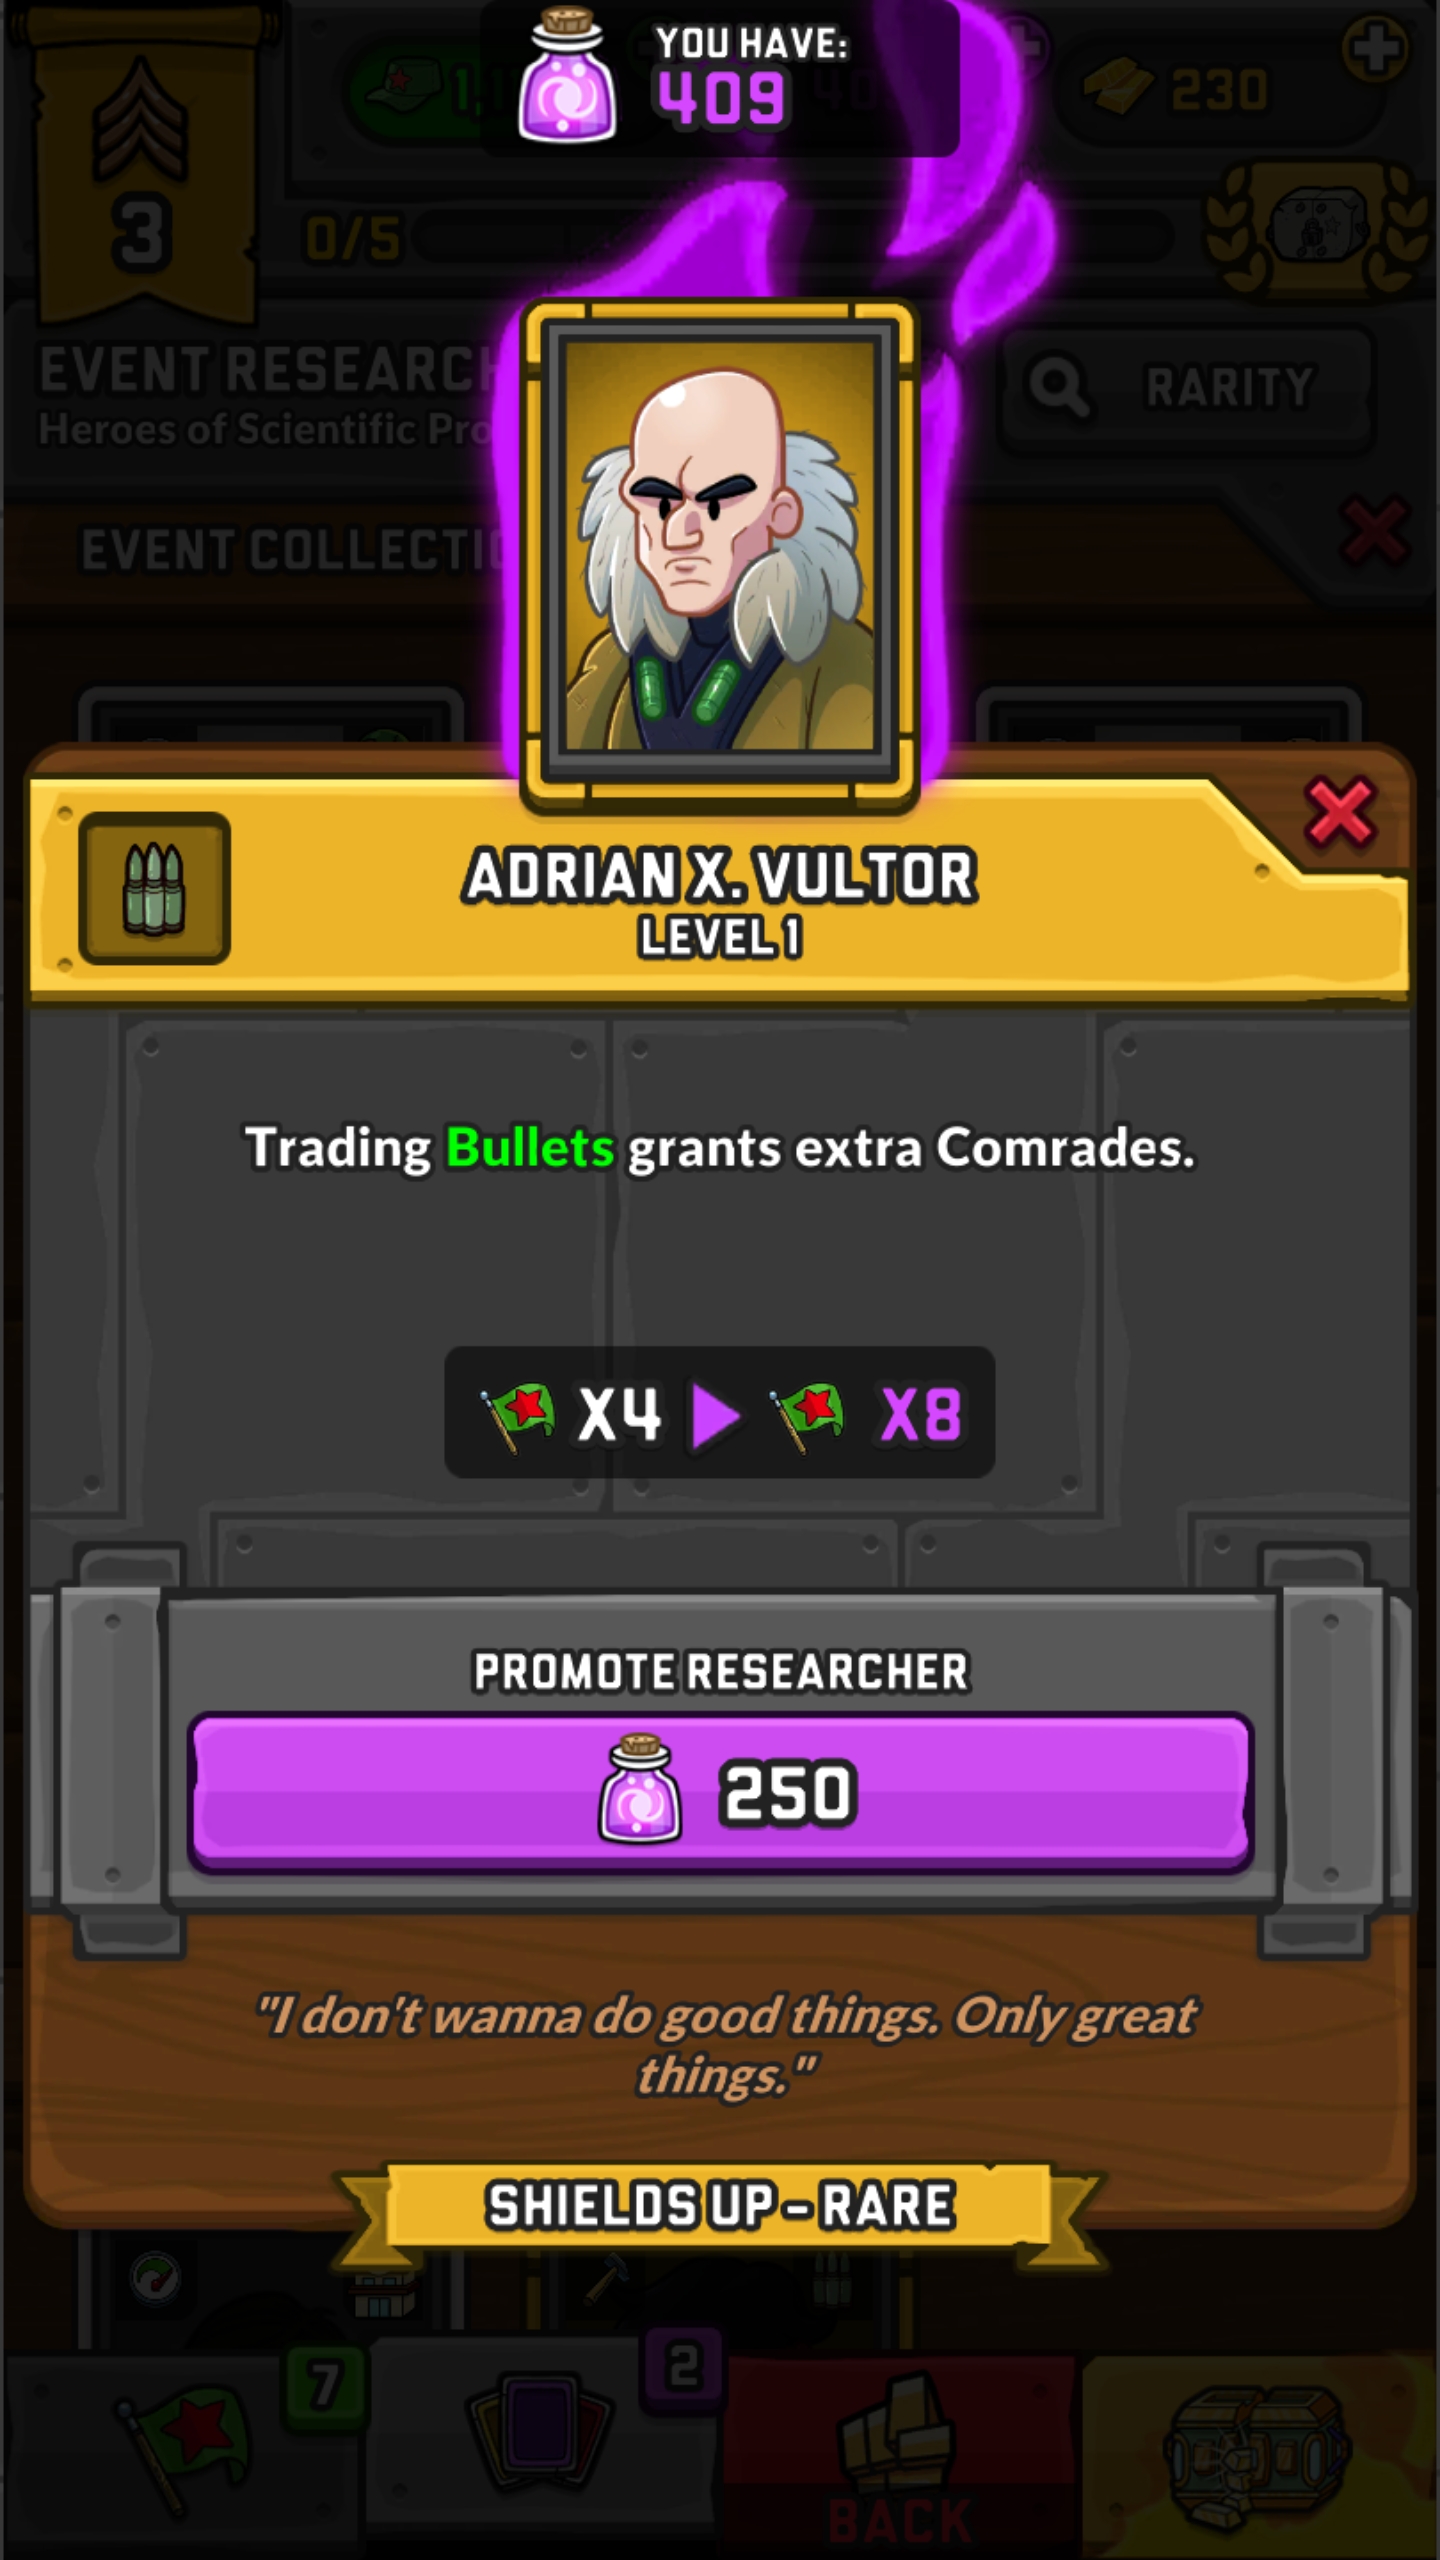 YOU HAVE:
409
230
3
0/5
EVENT RESEARCH
Heroes of Scientific Pro
RARITY
EVENT COLLECTIO
ADRIAN X. VULTOR
LEVEL 1
Trading Bullets grants extra Comrades.
X4 X8
PROMOTE RESEARCHER
250
"I don't wanna do good things. Only great
things."
SHIELDS UP - RARE
7
2
BACK